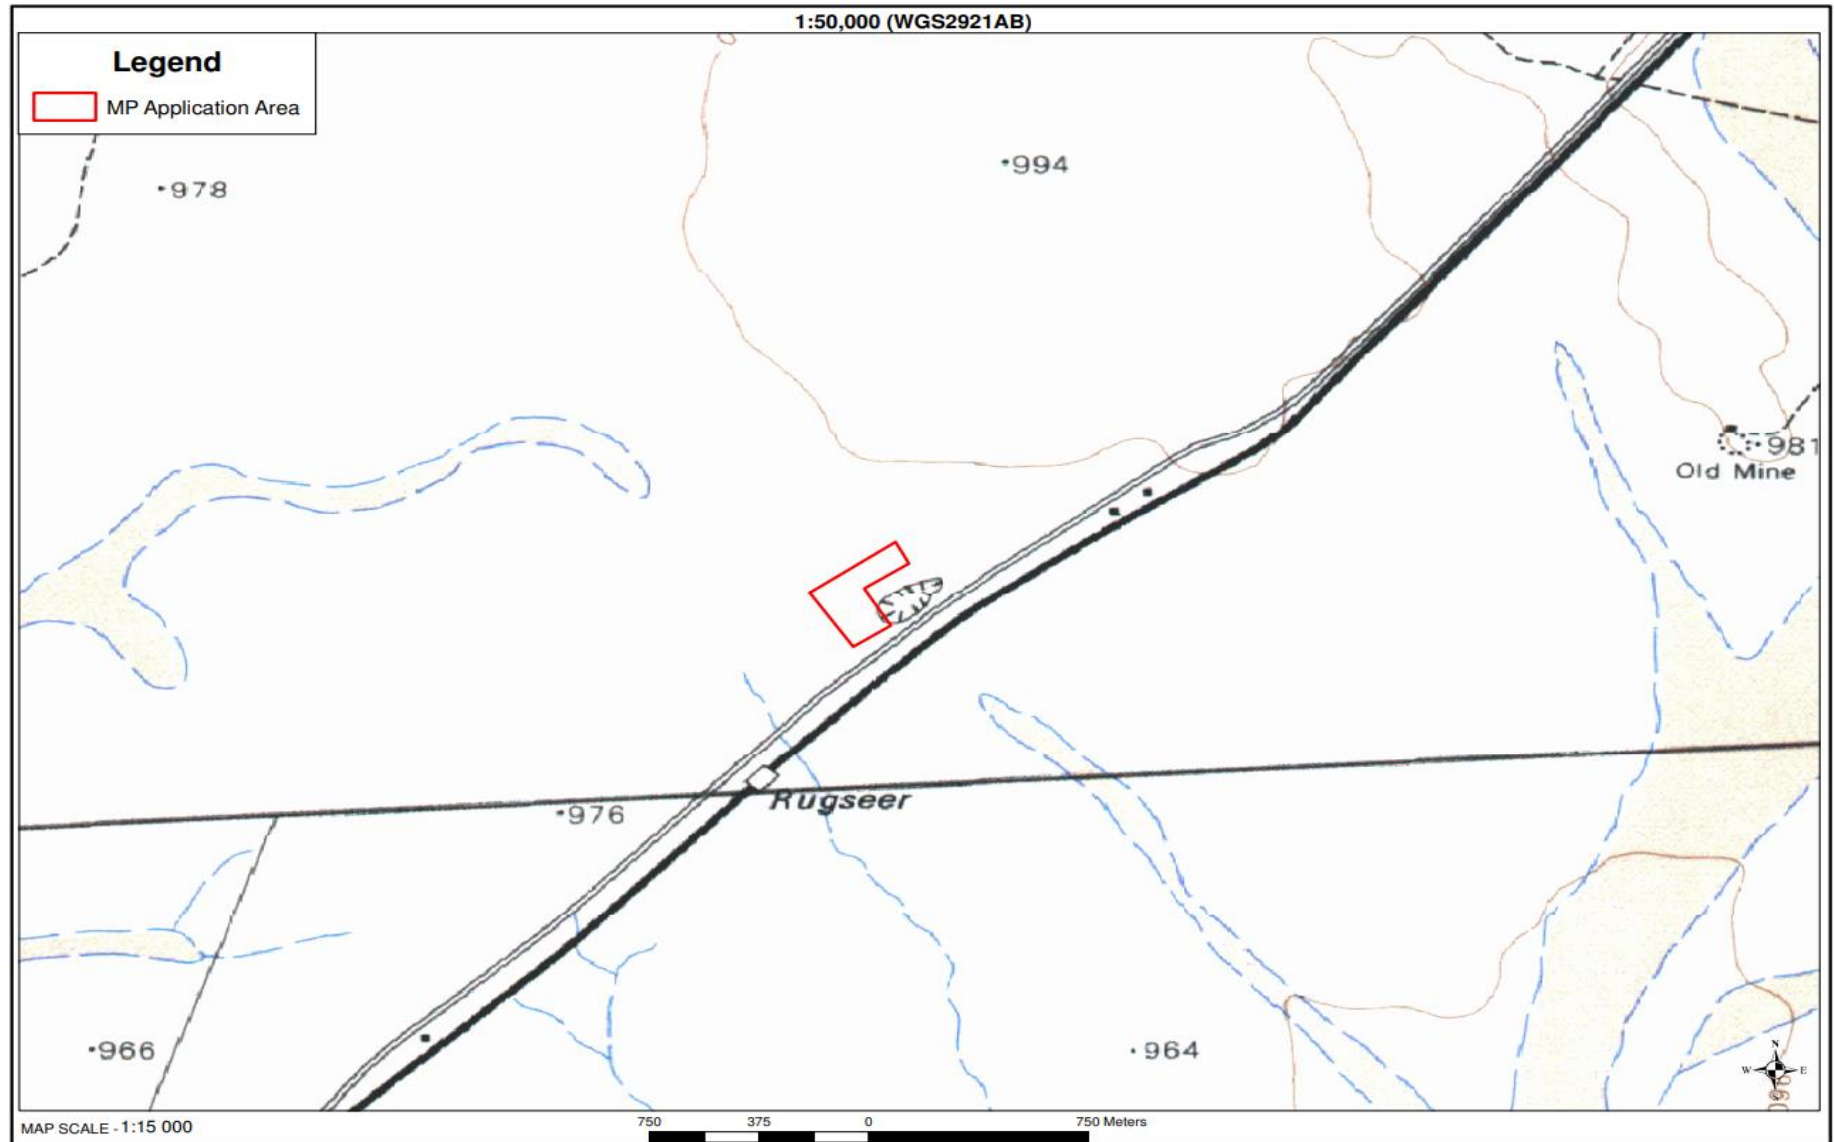 1:50,000 (WGS2921AB)
Legend
MP Application Area
994
978
981
Old Mine
Rugseer
976
966
964
N
W E
S
096
MAP SCALE - 1:15 000
750 375 0 750 Meters